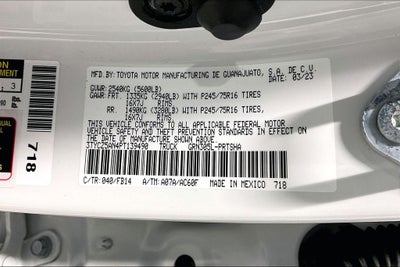 MFD.BY:TOYOTA MOTOR MANUFACTURING DE GUANAJUATO, S.A. DE C.V.
03/23
GVWR:2540KG (5600LB)
GAWR:FRT. 1335KG (2940LB) WITH P245/75R16 TIRES
16X7J RIMS
RR. 1490KG (3280LB) WITH P245/75R16 TIRES
16X7J RIMS
THIS VEHICLE CONFORMS TO ALL APPLICABLE FEDERAL MOTOR
VEHICLE SAFETY AND THEFT PREVENTION STANDARDS IN EFFECT ON
THE DATE OF MANUFACTURE SHOWN ABOVE.
3TYCZ5AN4PT139490 TRUCK GRN305L-PRTSHA
C/TR: 040/FB14 A/TM: A07A/AC60F MADE IN MEXICO 718
718